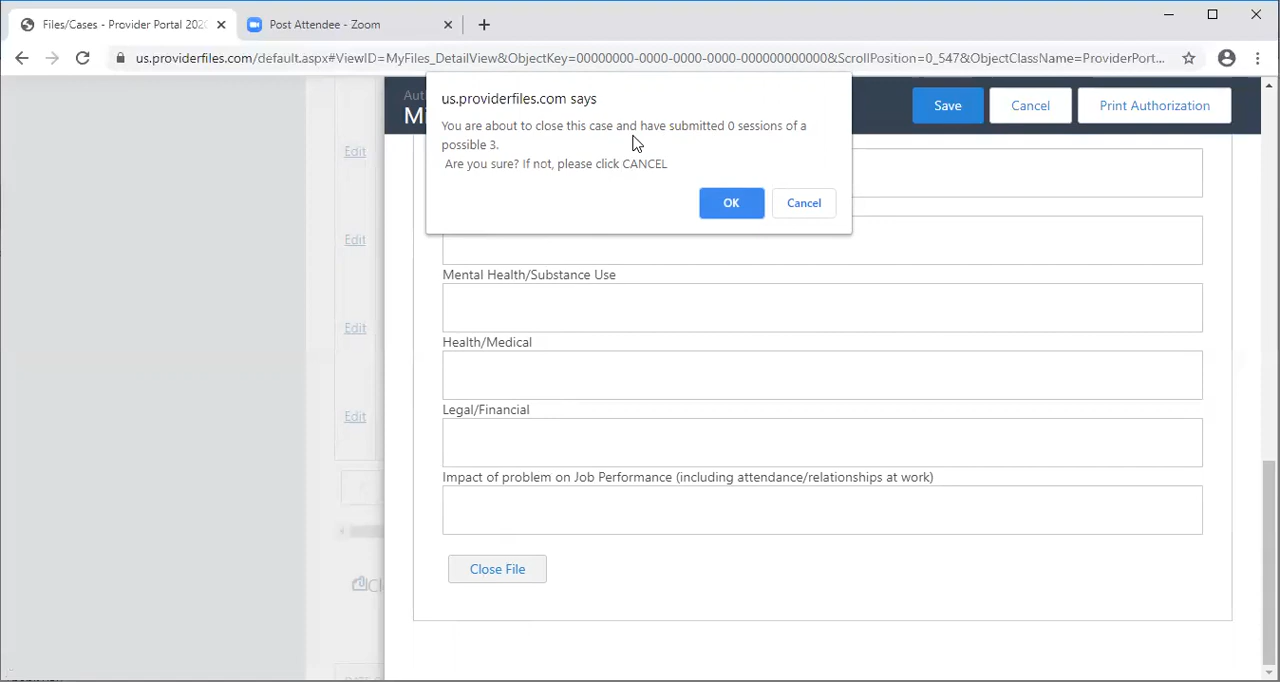 Files/Cases - Provider Portal 202
Post Attendee - Zoom
us.providerfiles.com/default.aspx#ViewID=MyFiles_DetailView&ObjectKey=00000000-0000-0000-0000-000000000000&ScrollPosition=0_547&ObjectClassName=ProviderPort...
us.providerfiles.com says
You are about to close this case and have submitted 0 sessions of a
possible 3.
Are you sure? If not, please click CANCEL
OK
Cancel
Save
Cancel
Print Authorization
Edit
Edit
Edit
Edit
Mental Health/Substance Use
Health/Medical
Legal/Financial
Impact of problem on Job Performance (including attendance/relationships at work)
Close File